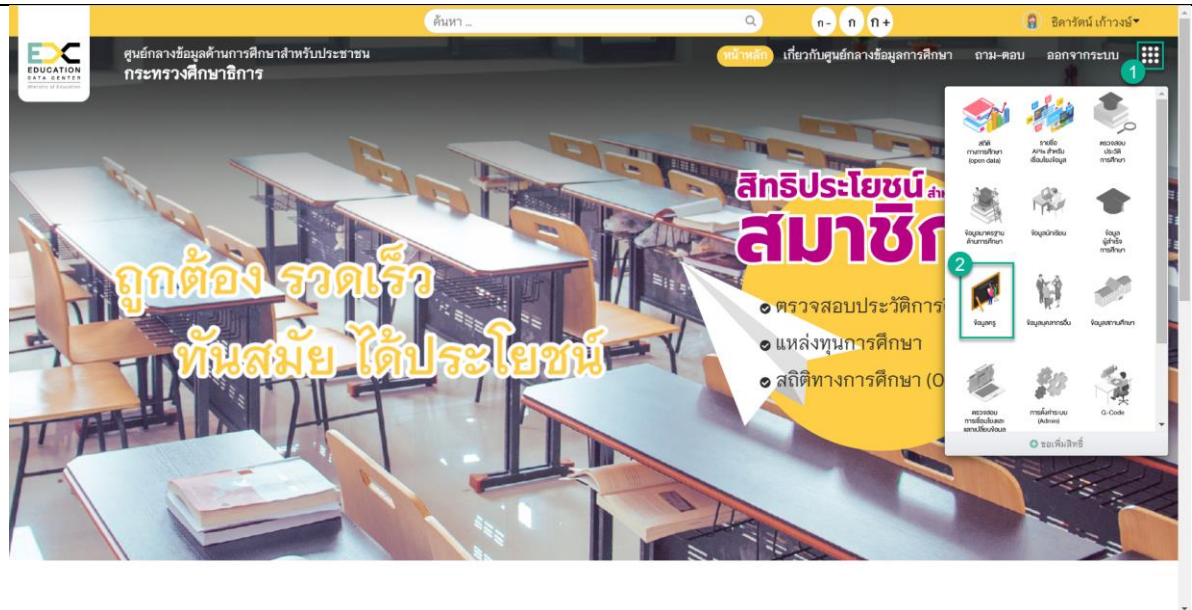 ค้นหา ...
ก- ก ก+
ธิดารัตน์ เก้าวงษ์
EDC
EDUCATION
DATA CENTER
Ministry of Education
ศูนย์กลางข้อมูลด้านการศึกษาสำหรับประชาชน
กระทรวงศึกษาธิการ
หน้าหลัก เกี่ยวกับศูนย์กลางข้อมูลการศึกษา ถาม-ตอบ ออกจากระบบ
1
สถิติ
ทางการศึกษา
(open data)
รายชื่อ
APIs สำหรับ
เชื่อมโยงข้อมูล
ตรวจสอบ
ประวัติ
การศึกษา
ข้อมูลมาตรฐาน
ด้านการศึกษา
ข้อมูลนักเรียน
ข้อมูล
ผู้สำเร็จ
การศึกษา
2
ข้อมูลครู
ข้อมูลบุคลากรอื่น
ข้อมูลสถานศึกษา
ตรวจสอบ
การเชื่อมโยงและ
แลกเปลี่ยนข้อมูล
การตั้งค่าระบบ
(Admin)
G-Code
ขอเพิ่มสิทธิ์
ถูกต้อง รวดเร็ว
ทันสมัย ได้ประโยชน์
สิทธิประโยชน์ สำห
สมาชิก
ตรวจสอบประวัติการ
แหล่งทุนการศึกษา
สถิติทางการศึกษา (O